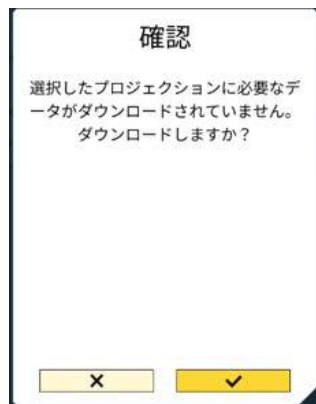 確認
選択したプロジェクションに必要なデ
ータがダウンロードされていません。
ダウンロードしますか？